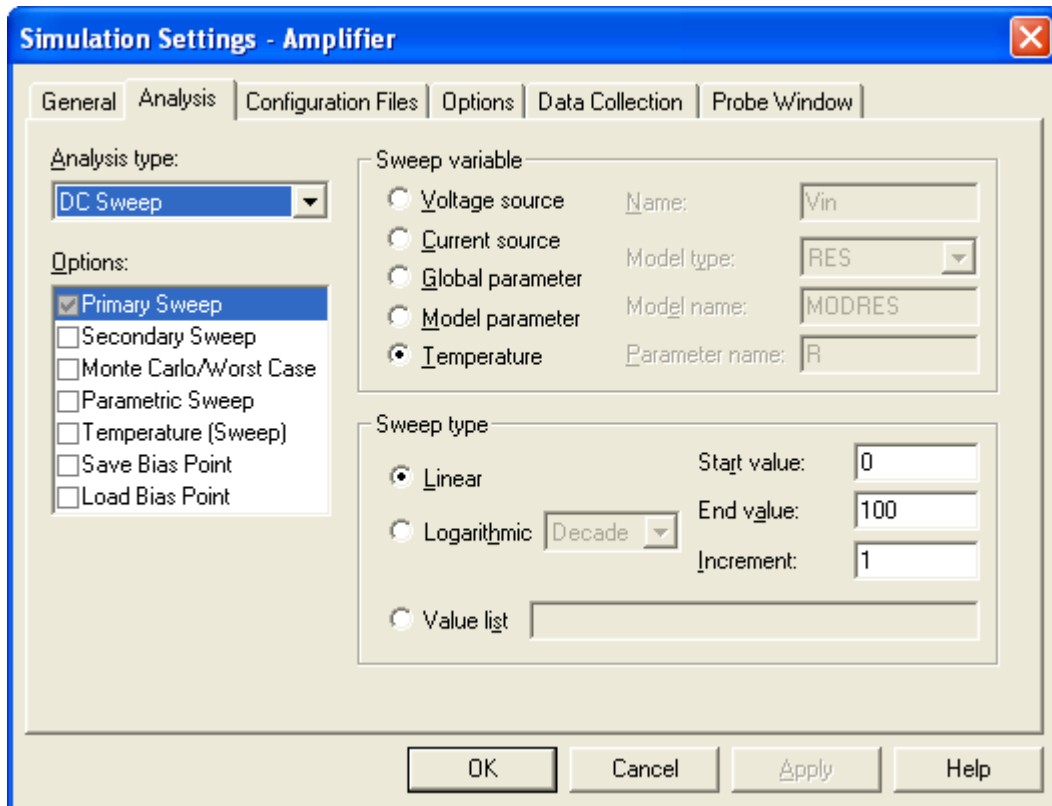 Simulation Settings - Amplifier
General Analysis Configuration Files Options Data Collection Probe Window
Analysis type:
DC Sweep
Options:
Primary Sweep
Secondary Sweep
Monte Carlo/Worst Case
Parametric Sweep
Temperature (Sweep)
Save Bias Point
Load Bias Point
Sweep variable
Voltage source
Current source
Global parameter
Model parameter
Temperature
Name: Vin
Model type: RES
Model name: MODRES
Parameter name: R
Sweep type
Linear
Logarithmic Decade
Value list
Start value: 0
End value: 100
Increment: 1
OK Cancel Apply Help